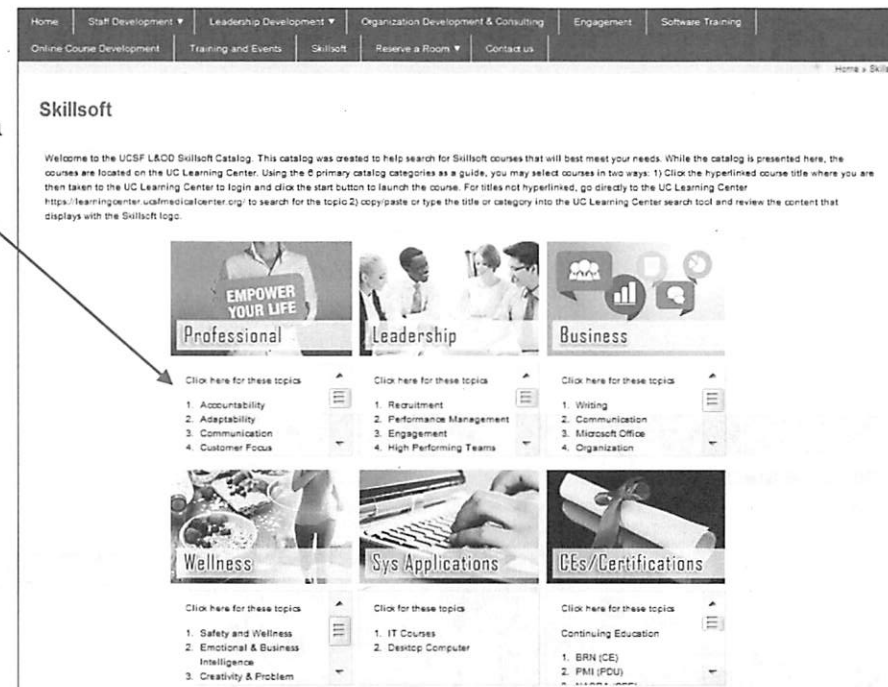 Home Staff Development ▼ Leadership Development ▼ Organization Development & Consulting Engagement Software Training
Online Course Development Training and Events Skillsoft Reserve a Room ▼ Contact us
Home » Skills
Skillsoft
Welcome to the UCSF L&OD Skillsoft Catalog. This catalog was created to help search for Skillsoft courses that will best meet your needs. While the catalog is presented here, the
courses are located on the UC Learning Center. Using the 6 primary catalog categories as a guide, you may select courses in two ways: 1) Click the hyperlinked course title where you are
then taken to the UC Learning Center to login and click the start button to launch the course. For titles not hyperlinked, go directly to the UC Learning Center
https://learningcenter.ucsfmedicalcenter.org/ to search for the topic 2) copy/paste or type the title or category into the UC Learning Center search tool and review the content that
displays with the Skillsoft logo.
EMPOWER
YOUR LIFE
Professional
Leadership
Business
Click here for these topics
1. Accountability
2. Adaptability
3. Communication
4. Customer Focus
Click here for these topics
1. Recruitment
2. Performance Management
3. Engagement
4. High Performing Teams
Click here for these topics
1. Writing
2. Communication
3. Microsoft Office
4. Organization
Wellness
Sys Applications
CEs/Certifications
Click here for these topics
1. Safety and Wellness
2. Emotional & Business
Intelligence
3. Creativity & Problem
Click for these topics
1. IT Courses
2. Desktop Computer
Click here for these topics
Continuing Education
1. BRN (CE)
2. PMI (PDU)